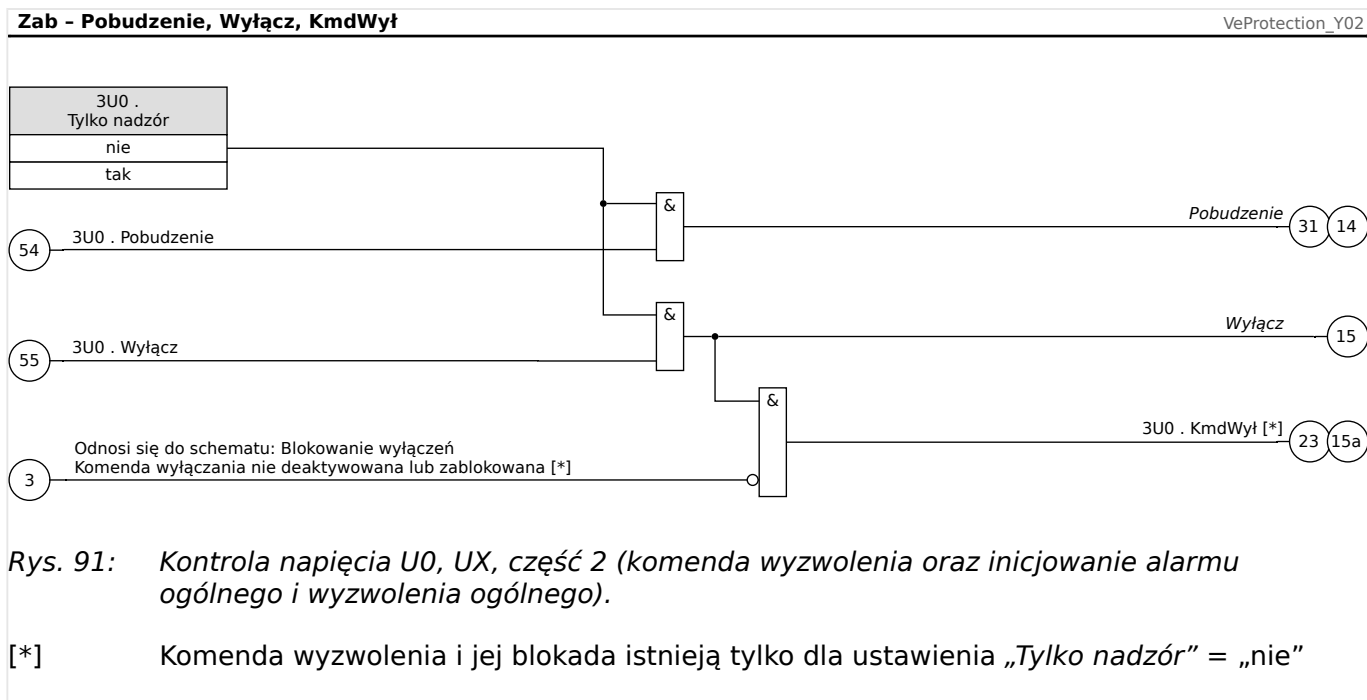 Zab – Pobudzenie, Wyłącz, KmdWył
VeProtection_Y02
3U0 .
Tylko nadzór
nie
tak
&
Pobudzenie
31
14
54
3U0 . Pobudzenie
&
Wyłącz
15
55
3U0 . Wyłącz
&
3U0 . KmdWył [*]
23
15a
Odnosi się do schematu: Blokowanie wyłączeń
Komenda wyłączania nie deaktywowana lub zablokowana [*]
3
Rys. 91: Kontrola napięcia U0, UX, część 2 (komenda wyzwolenia oraz inicjowanie alarmu
ogólnego i wyzwolenia ogólnego).
[*] Komenda wyzwolenia i jej blokada istnieją tylko dla ustawienia „Tylko nadzór” = „nie”